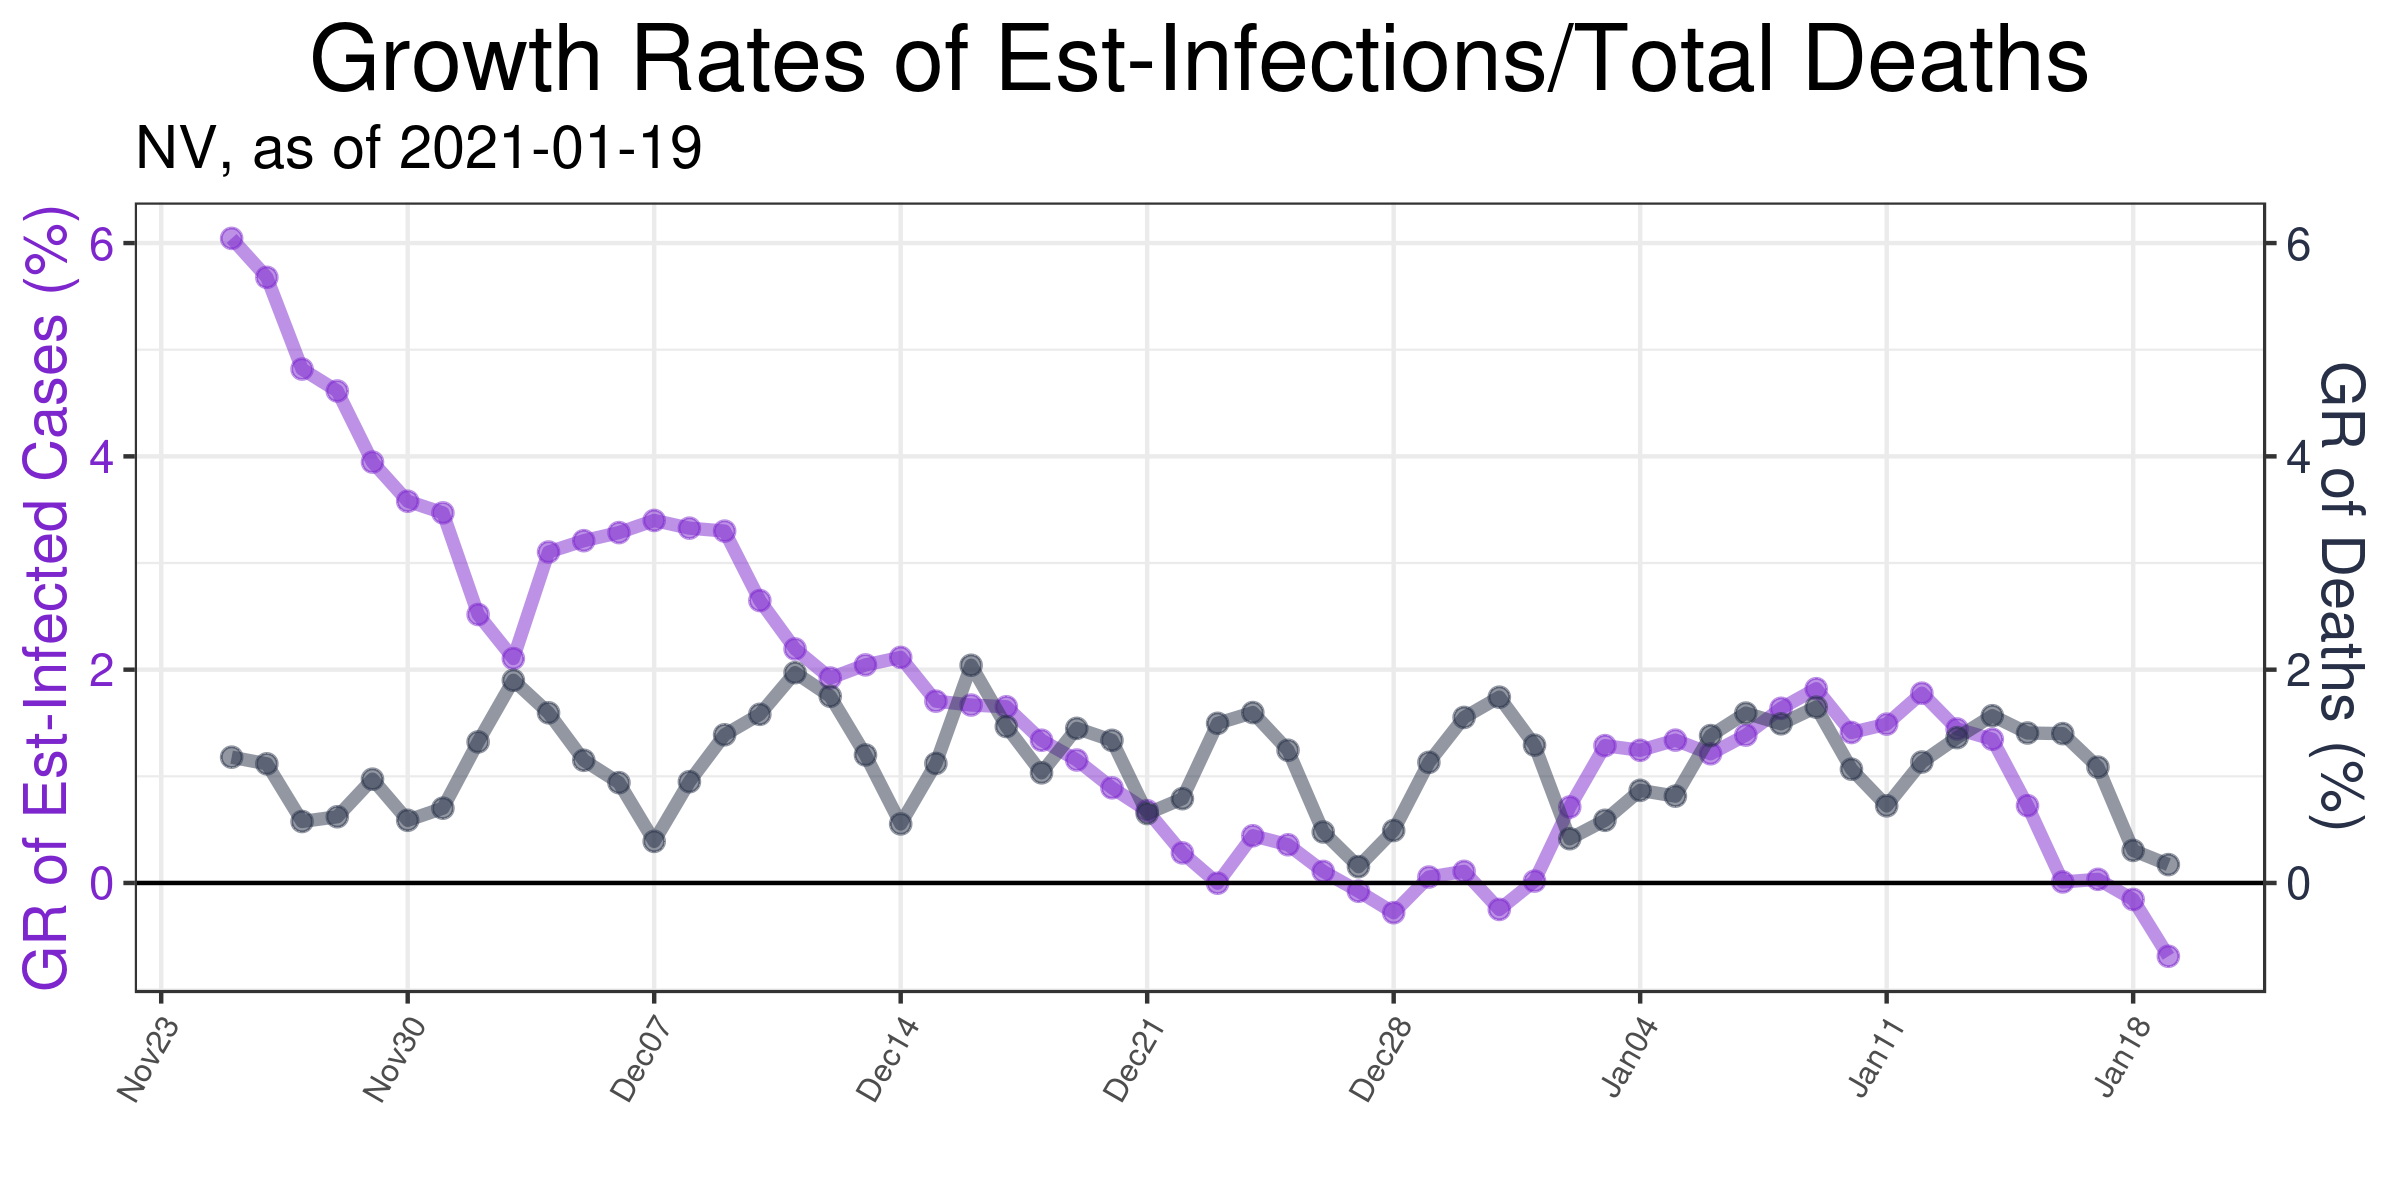 Growth Rates of Est-Infections/Total Deaths
NV, as of 2021-01-19
GR of Est-Infected Cases (%)
6
4
2
0
6
4
2
0
GR of Deaths (%)
Nov23
Nov30
Dec07
Dec14
Dec21
Dec28
Jan04
Jan11
Jan18